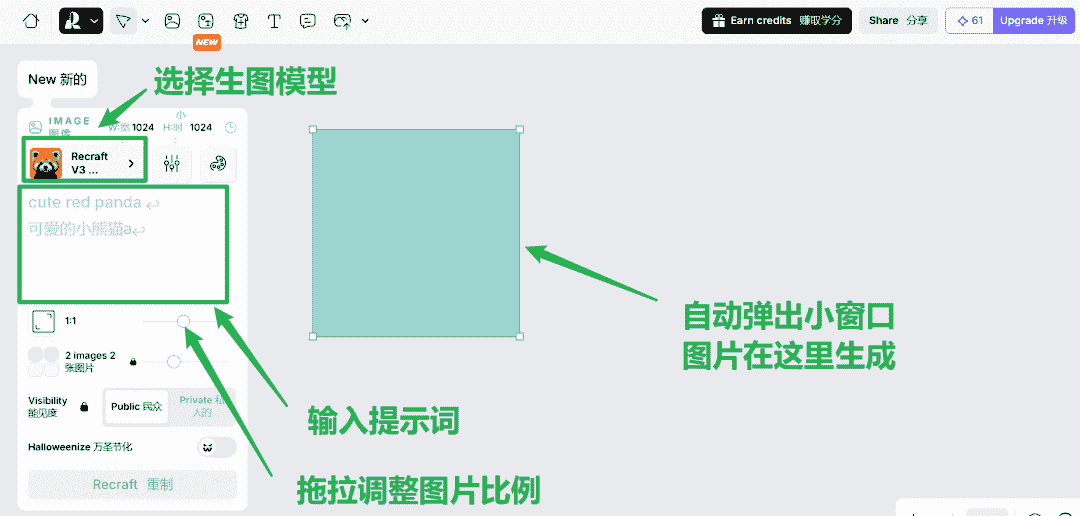 NEW
Earn credits 赚取学分
Share 分享
61
Upgrade 升级
New 新的
选择生图模型
IMAGE
图像
W:宽 1024
小
H:时 1024
Recraft
V3 ...
cute red panda
可爱的小熊猫a
1:1
自动弹出小窗口
图片在这里生成
2 images 2
张图片
Visibility
能见度
Public 民众
Private 私
人的
输入提示词
Halloweenize 万圣节化
Recraft 重制
拖拉调整图片比例